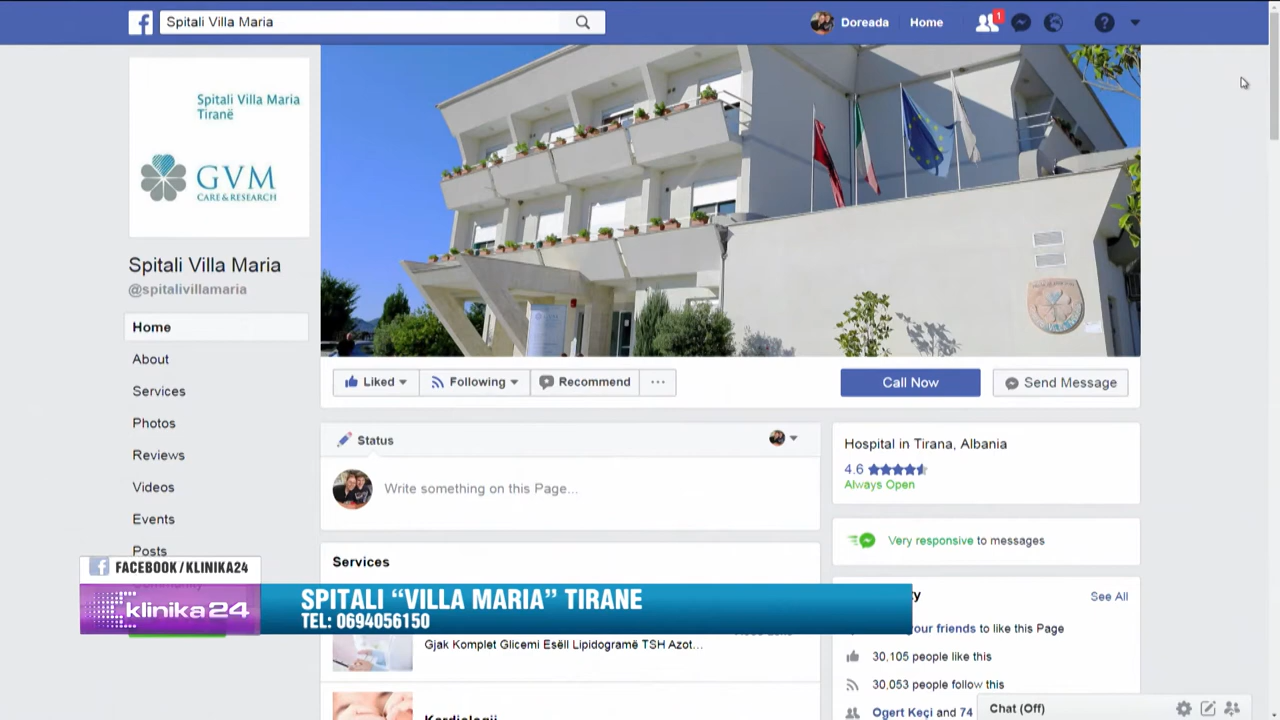 Spitali Villa Maria
Doreada
Home
1
Spitali Villa Maria
Tiranë
GVM
CARE & RESEARCH
Spitali Villa Maria
@spitalivillamaria
Home
About
Services
Photos
Reviews
Videos
Events
Posts
Liked
Following
Recommend
Call Now
Send Message
Status
Write something on this Page...
Services
Gjak Komplet Glicemi Esëll Lipidogramë TSH Azot...
Kardiologji
Hospital in Tirana, Albania
4.6
Always Open
Very responsive to messages
See All
your friends to like this Page
30,105 people like this
30,053 people follow this
Ogert Keçi and 74
Chat (Off)
FACEBOOK/KLINIKA24
klinika 24
SPITALI “VILLA MARIA” TIRANE
TEL: 0694056150